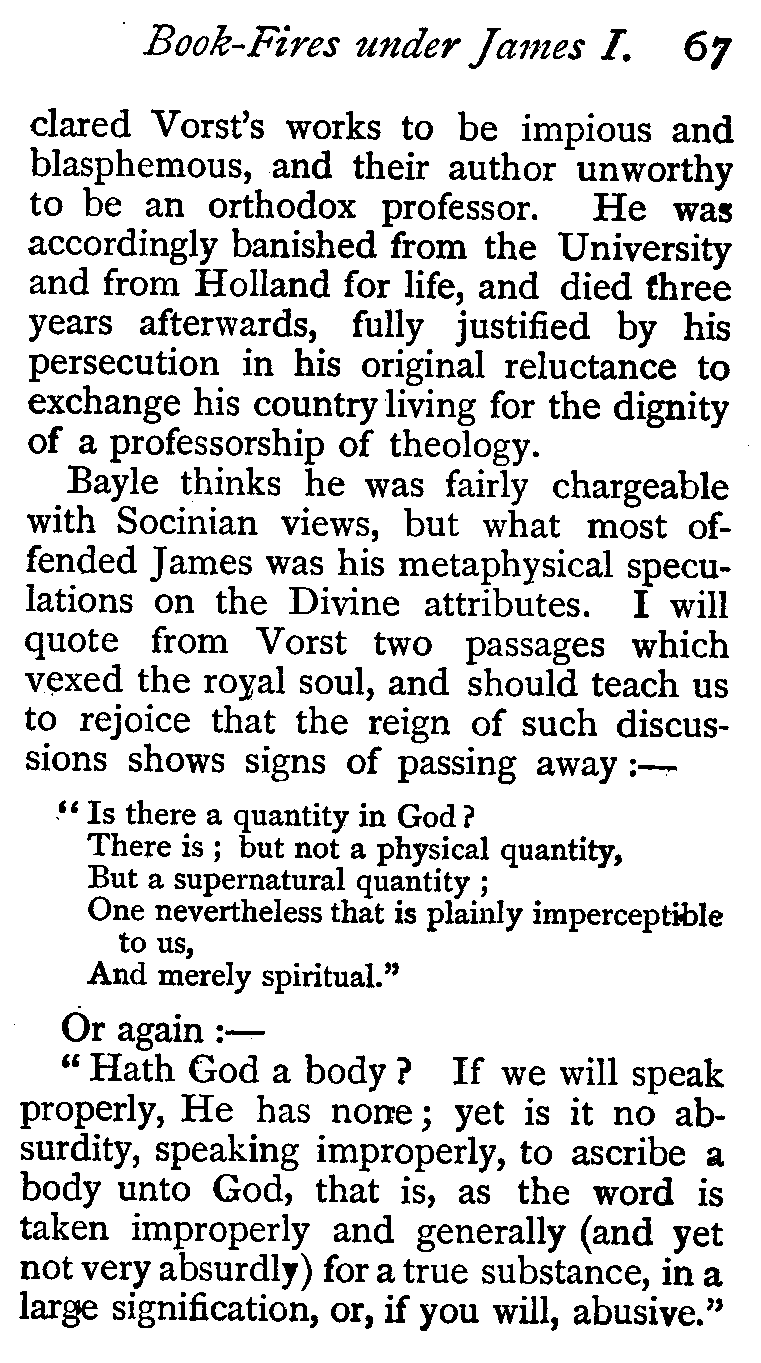 Book-Fires under James I. 67
clared Vorst's works to be impious and
blasphemous, and their author unworthy
to be an orthodox professor. He was
accordingly banished from the University
and from Holland for life, and died three
years afterwards, fully justified by his
persecution in his original reluctance to
exchange his country living for the dignity
of a professorship of theology.
Bayle thinks he was fairly chargeable
with Socinian views, but what most of-
fended James was his metaphysical specu-
lations on the Divine attributes. I will
quote from Vorst two passages which
vexed the royal soul, and should teach us
to rejoice that the reign of such discus-
sions shows signs of passing away :—
“ Is there a quantity in God ?
There is ; but not a physical quantity,
But a supernatural quantity ;
One nevertheless that is plainly imperceptible
to us,
And merely spiritual.”
Or again :—
“ Hath God a body ? If we will speak
properly, He has none ; yet is it no ab-
surdity, speaking improperly, to ascribe a
body unto God, that is, as the word is
taken improperly and generally (and yet
not very absurdly) for a true substance, in a
large signification, or, if you will, abusive.”